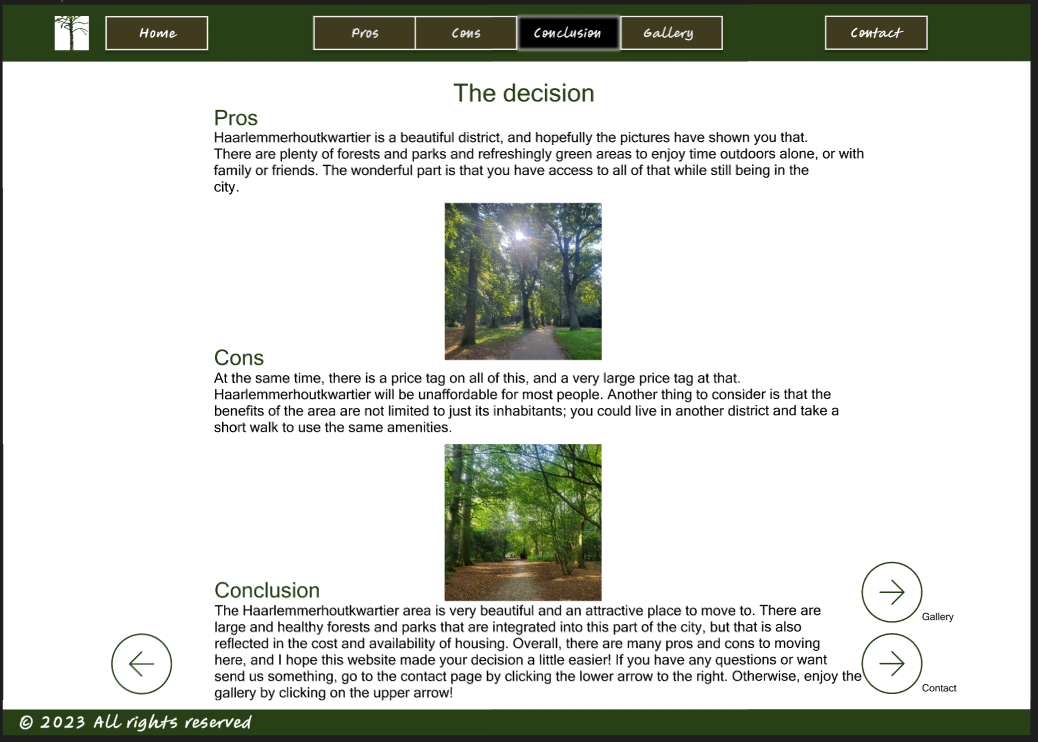 Home
Pros
Cons
Conclusion
Gallery
Contact
The decision
Pros
Haarlemmerhoutkwartier is a beautiful district, and hopefully the pictures have shown you that.
There are plenty of forests and parks and refreshingly green areas to enjoy time outdoors alone, or with
family or friends. The wonderful part is that you have access to all of that while still being in the
city.
Cons
At the same time, there is a price tag on all of this, and a very large price tag at that.
Haarlemmerhoutkwartier will be unaffordable for most people. Another thing to consider is that the
benefits of the area are not limited to just its inhabitants; you could live in another district and take a
short walk to use the same amenities.
Conclusion
The Haarlemmerhoutkwartier area is very beautiful and an attractive place to move to. There are
large and healthy forests and parks that are integrated into this part of the city, but that is also
reflected in the cost and availability of housing. Overall, there are many pros and cons to moving
here, and I hope this website made your decision a little easier! If you have any questions or want
send us something, go to the contact page by clicking the lower arrow to the right. Otherwise, enjoy the
gallery by clicking on the upper arrow!
Gallery
Contact
© 2023 All rights reserved